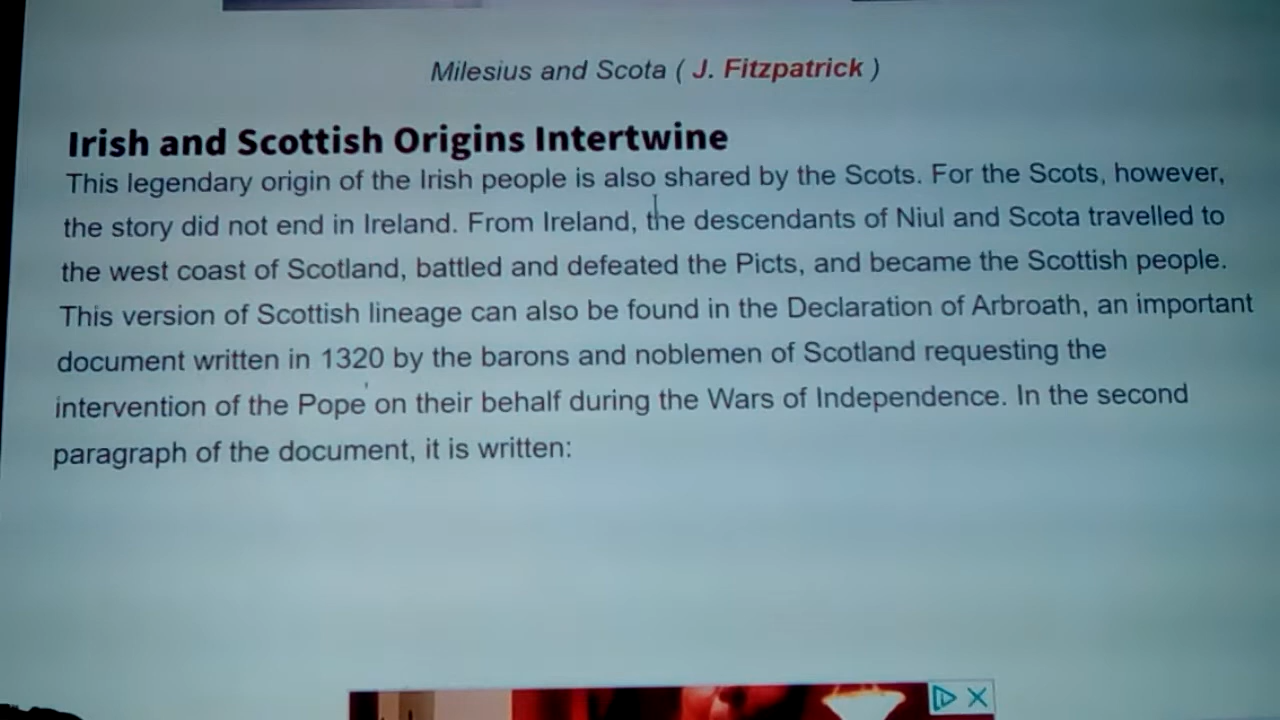 Milesius and Scota ( J. Fitzpatrick )
Irish and Scottish Origins Intertwine
This legendary origin of the Irish people is also shared by the Scots. For the Scots, however,
the story did not end in Ireland. From Ireland, the descendants of Niul and Scota travelled to
the west coast of Scotland, battled and defeated the Picts, and became the Scottish people.
This version of Scottish lineage can also be found in the Declaration of Arbroath, an important
document written in 1320 by the barons and noblemen of Scotland requesting the
intervention of the Pope on their behalf during the Wars of Independence. In the second
paragraph of the document, it is written: